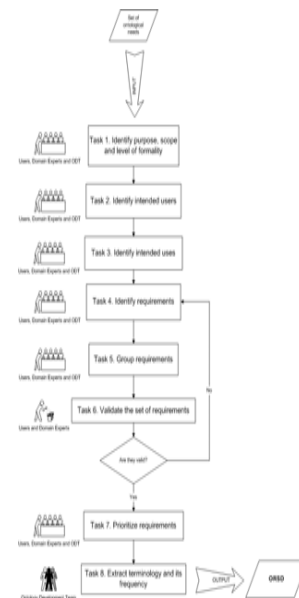 Set of
ontological
needs
INPUT
Task 1. Identify purpose, scope
and level of formality
Users, Domain Experts and ODT
Task 2. Identify intended users
Users, Domain Experts and ODT
Task 3. Identify intended uses
Users, Domain Experts and ODT
Task 4. Identify requirements
Users, Domain Experts and ODT
Task 5. Group requirements
Users, Domain Experts and ODT
No
Task 6. Validate the set of requirements
Users and Domain Experts
Are they valid?
Yes
Task 7. Prioritize requirements
Users, Domain Experts and ODT
Task 8. Extract terminology and its
frequency
OUTPUT
ORSD
Ontology Development Team